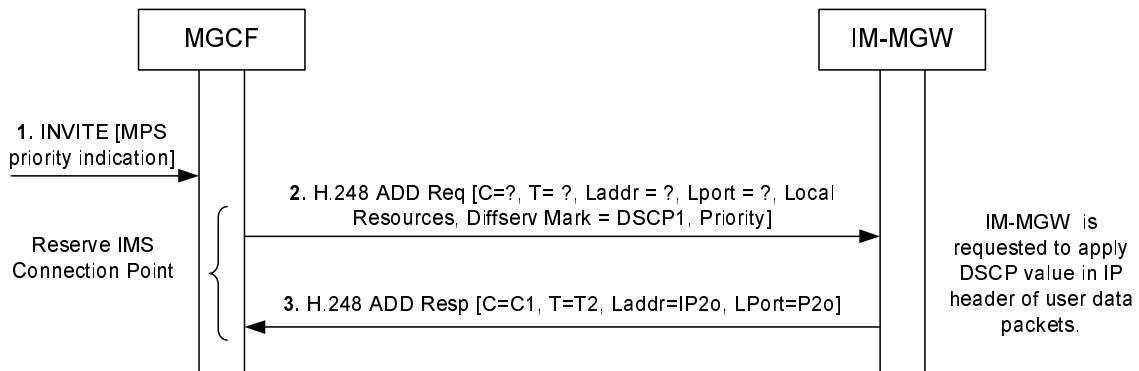 MGCF
IM-MGW
1. INVITE [MPS
priority indication]
2. H.248 ADD Req [C=?, T= ?, Laddr = ?, Lport = ?, Local
Resources, Diffserv Mark = DSCP1, Priority]
Reserve IMS
Connection Point
IM-MGW is
requested to apply
DSCP value in IP
header of user data
packets.
3. H.248 ADD Resp [C=C1, T=T2, Laddr=IP2o, LPort=P2o]